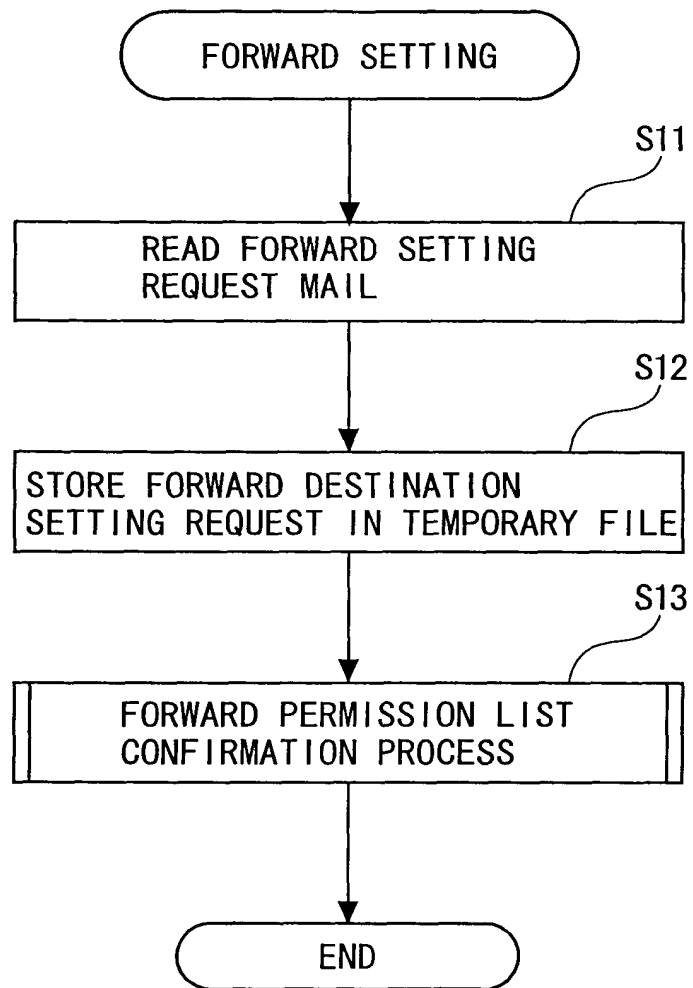 FORWARD SETTING
S11
READ FORWARD SETTING
REQUEST MAIL
S12
STORE FORWARD DESTINATION
SETTING REQUEST IN TEMPORARY FILE
S13
FORWARD PERMISSION LIST
CONFIRMATION PROCESS
END